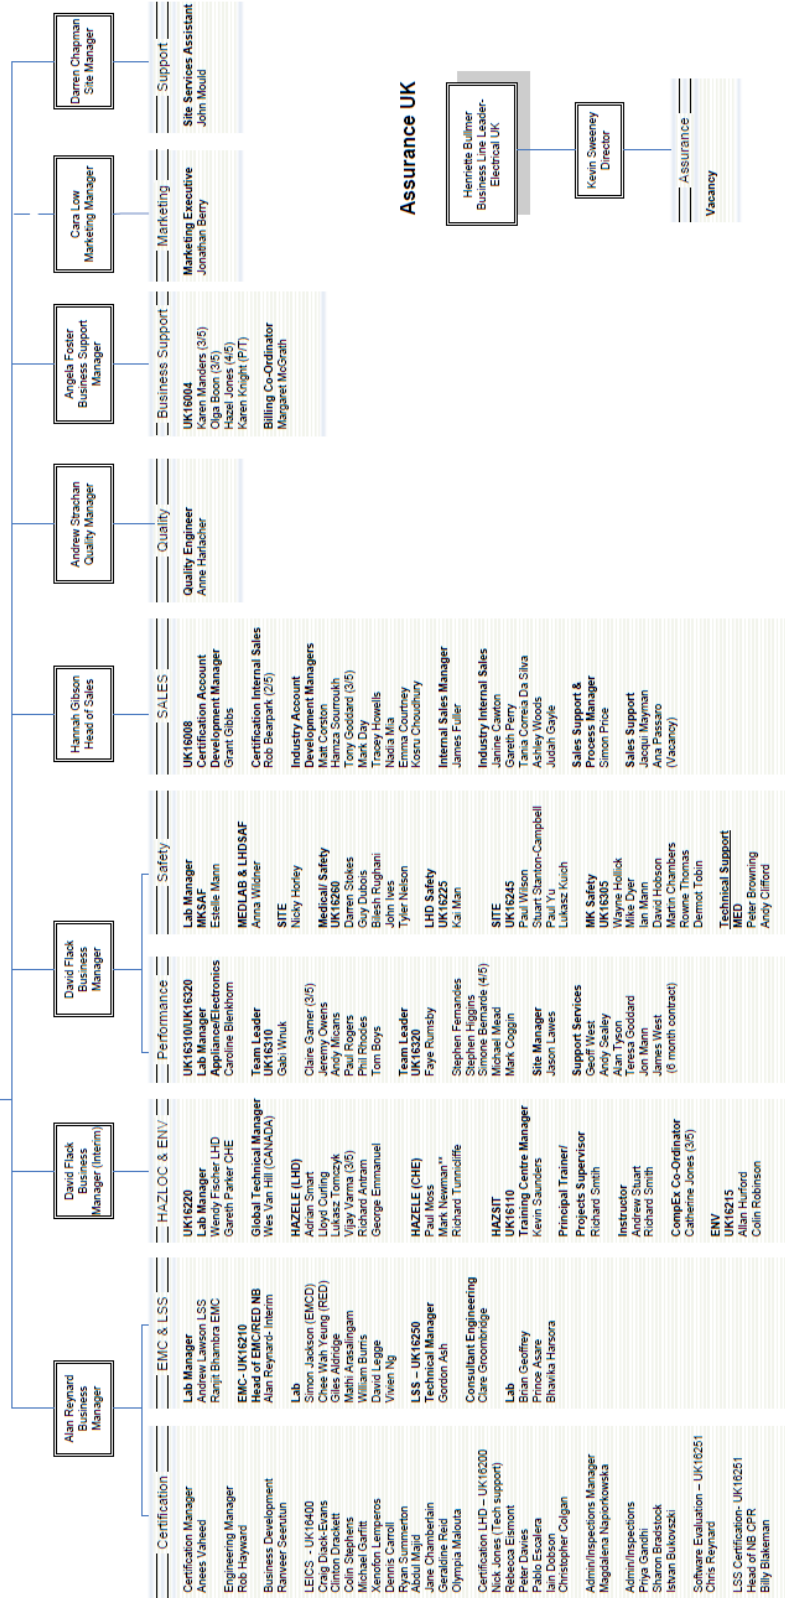 Alan Reynard
Business
Manager
Certification
Certification Manager
Anees Vaheed
Engineering Manager
Rob Hayward
Business Development
Ranveer Seerutun
LEICS - UK16400
Craig Dlack-Evans
Clinton Drackett
Colin Stephens
Michael Garfitt
Xenofon Lemperos
Dennis Carroll
Ryan Summerton
Abdul Majid
Jane Chamberlain
Geraldine Reid
Olympia Malouta
Certification LHD – UK16200
Nick Jones (Tech support)
Rebecca Eismont
Peter Davies
Pablo Escalera
Iain Dobson
Christopher Colgan
Admin/Inspections Manager
Magdalena Napiorkowska
Admin/Inspections
Priya Gandhi
Sharon Bradstock
Istvan Bukovszki
Software Evaluation – UK16251
Chris Reynard
LSS Certification- UK16251
Head of NB CPR
Billy Blakeman
EMC & LSS
Lab Manager
Andrew Lawson LSS
Ranjit Bhambra EMC
EMC- UK16210
Head of EMC/RED NB
Alan Reynard- Interim
Lab
Simon Jackson (EMCD)
Chee Wah Yeung (RED)
Giles Aldridge
Mathi Arasalingam
William Burris
David Legge
Vivien Ng
LSS – UK16250
Technical Manager
Gordon Ash
Consultant Engineering
Clare Groombridge
Lab
Brian Geoffrey
Prince Asare
Bhavika Harsora
David Flack
Business
Manager (Interim)
HAZLOC & ENV
UK16220
Lab Manager
Wendy Fischer LHD
Gareth Parker CHE
Global Technical Manager
Wes Van Hill (CANADA)
HAZELE (LHD)
Adrian Smart
Lloyd Curling
Lukasz Tomczyk
Vijay Varma (3/5)
Richard Antram
George Emmanuel
HAZELE (CHE)
Paul Moss
Mark Newman**
Richard Tunnicliffe
HAZSIT
UK16110
Training Centre Manager
Kevin Saunders
Principal Trainer/
Projects Supervisor
Richard Smtih
Instructor
Andrew Stuart
Richard Smith
CompEx Co-Ordinator
Catherine Jones (3/5)
ENV
UK16215
Allan Hurford
Colin Robinson
David Flack
Business
Manager
Performance
UK16310/UK16320
Lab Manager
Appliance/Electronics
Caroline Blenkhorn
Team Leader
UK16310
Gabi Wnuk
Claire Garner (3/5)
Jeremy Owens
Andy Micans
Paul Rogers
Phil Rhodes
Tom Boys
Team Leader
UK16320
Faye Rumsby
Stephen Fernandes
Stephen Higgins
Simone Bernarde (4/5)
Michael Mead
Mark Coggin
Site Manager
Jason Lawes
Support Services
Geoff West
Andy Sealey
Alan Tyson
Teresa Goddard
Jon Mann
James West
(6 month contract)
Safety
Lab Manager
MKSAF
Estelle Mann
MEDLAB & LHDSAF
Anna Wildner
SITE
Nicky Horley
Medical/ Safety
UK16260
Darren Stokes
Guy Dubois
Bilesh Rughani
John Ives
Tyler Nelson
LHD Safety
UK16225
Kai Man
SITE
UK16245
Paul Wilson
Stuart Stanton-Campbell
Paul Yu
Lukasz Kuich
MK Safety
UK16305
Wayne Hollick
Mike Dyer
Ian Mann
David Hobson
Martin Chambers
Rowne Thomas
Dermot Tobin
Technical Support
MED
Peter Browning
Andy Clifford
Hannah Gibson
Head of Sales
SALES
UK16008
Certification Account
Development Manager
Grant Gibbs
Certification Internal Sales
Rob Bearpark (2/5)
Industry Account
Development Managers
Matt Corston
Hamza Sourroukh
Tony Goddard (3/5)
Mark Day
Tracey Howells
Nadia Mia
Emma Courtney
Kosru Choudhury
Internal Sales Manager
James Fuller
Industry Internal Sales
Janine Cawton
Gareth Perry
Tania Correia Da Silva
Ashley Woods
Judah Gayle
Sales Support &
Process Manager
Simon Price
Sales Support
Jacqui Mayman
Ana Passaro
(Vacancy)
Andrew Strachan
Quality Manager
Quality
Quality Engineer
Anne Harlacher
Angela Foster
Business Support
Manager
Business Support
UK16004
Karen Manders (3/5)
Olga Boon (3/5)
Hazel Jones (4/5)
Karen Knight (P/T)
Billing Co-Ordinator
Margaret McGrath
Cara Low
Marketing Manager
Marketing
Marketing Executive
Jonathan Berry
Darren Chapman
Site Manager
Support
Site Services Assistant
John Mould
Assurance UK
Henriette Bullmer
Business Line Leader-
Electrical UK
Kevin Sweeney
Director
Assurance
Vacancy